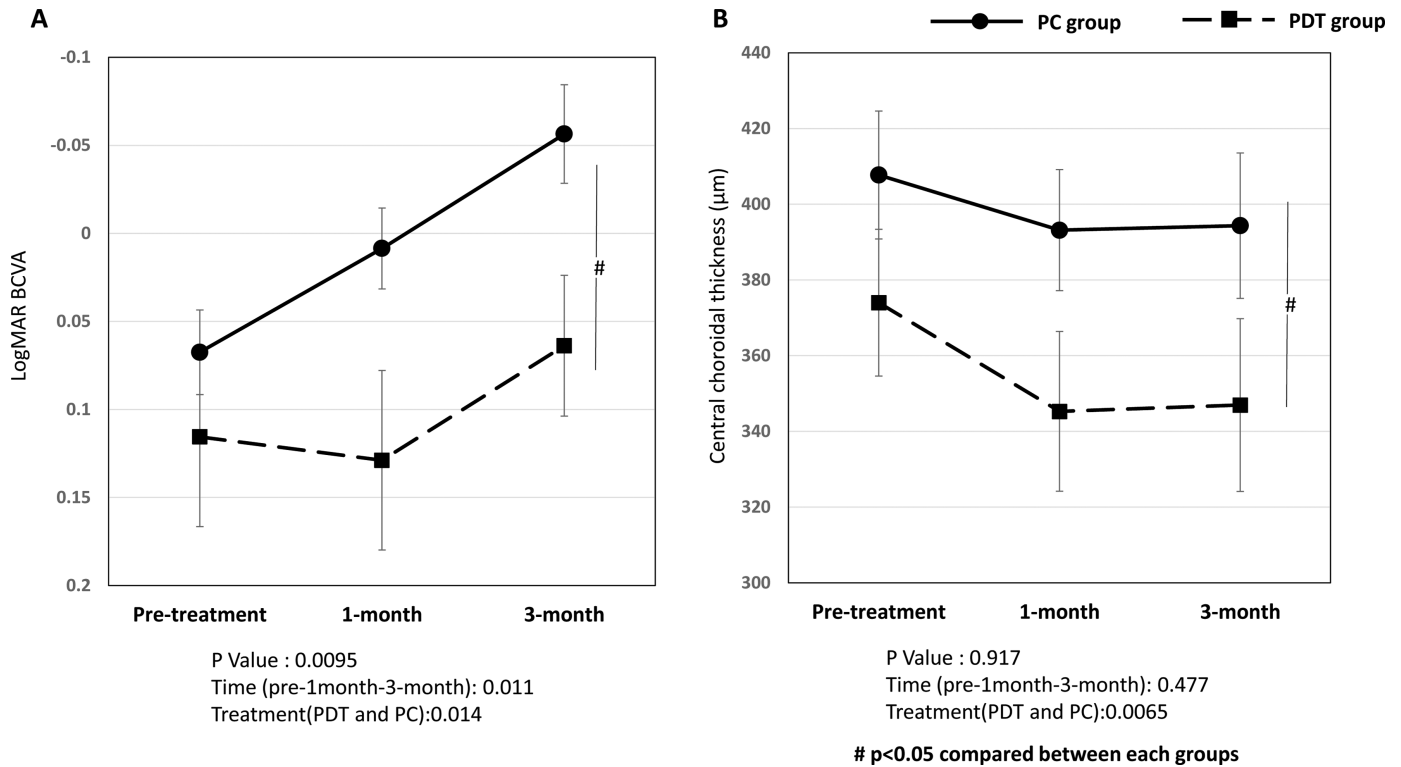 A
-0.1
-0.05
0
0.05
0.1
0.15
0.2
LogMAR BCVA
#
Pre-treatment 1-month 3-month
P Value : 0.0095
Time (pre-1month-3-month): 0.011
Treatment(PDT and PC):0.014
B
PC group PDT group
440
420
400
380
360
340
320
300
Central choroidal thickness (μm)
#
Pre-treatment 1-month 3-month
P Value : 0.917
Time (pre-1month-3-month): 0.477
Treatment(PDT and PC):0.0065
# p<0.05 compared between each groups